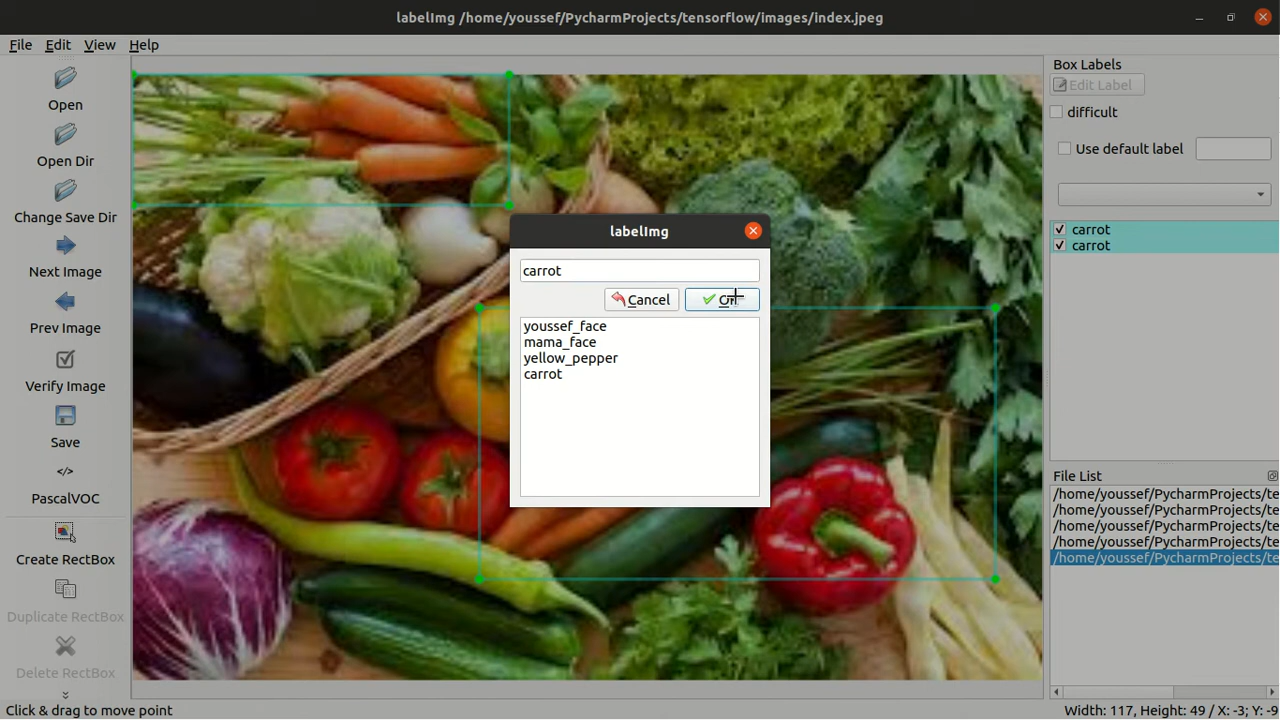 labelImg /home/youssef/PycharmProjects/tensorflow/images/index.jpeg
File Edit View Help
Open
Open Dir
Change Save Dir
Next Image
Prev Image
Verify Image
Save
</>
PascalVOC
Create RectBox
Duplicate RectBox
Delete RectBox
labelImg
carrot
Cancel
youssef_face
mama_face
yellow_pepper
carrot
Box Labels
Edit Label
difficult
Use default label
carrot
carrot
File List
/home/youssef/PycharmProjects/te
/home/youssef/PycharmProjects/te
/home/youssef/PycharmProjects/te
/home/youssef/PycharmProjects/te
/home/youssef/PycharmProjects/te
Click & drag to move point
Width: 117, Height: 49 / X: -3; Y: -9